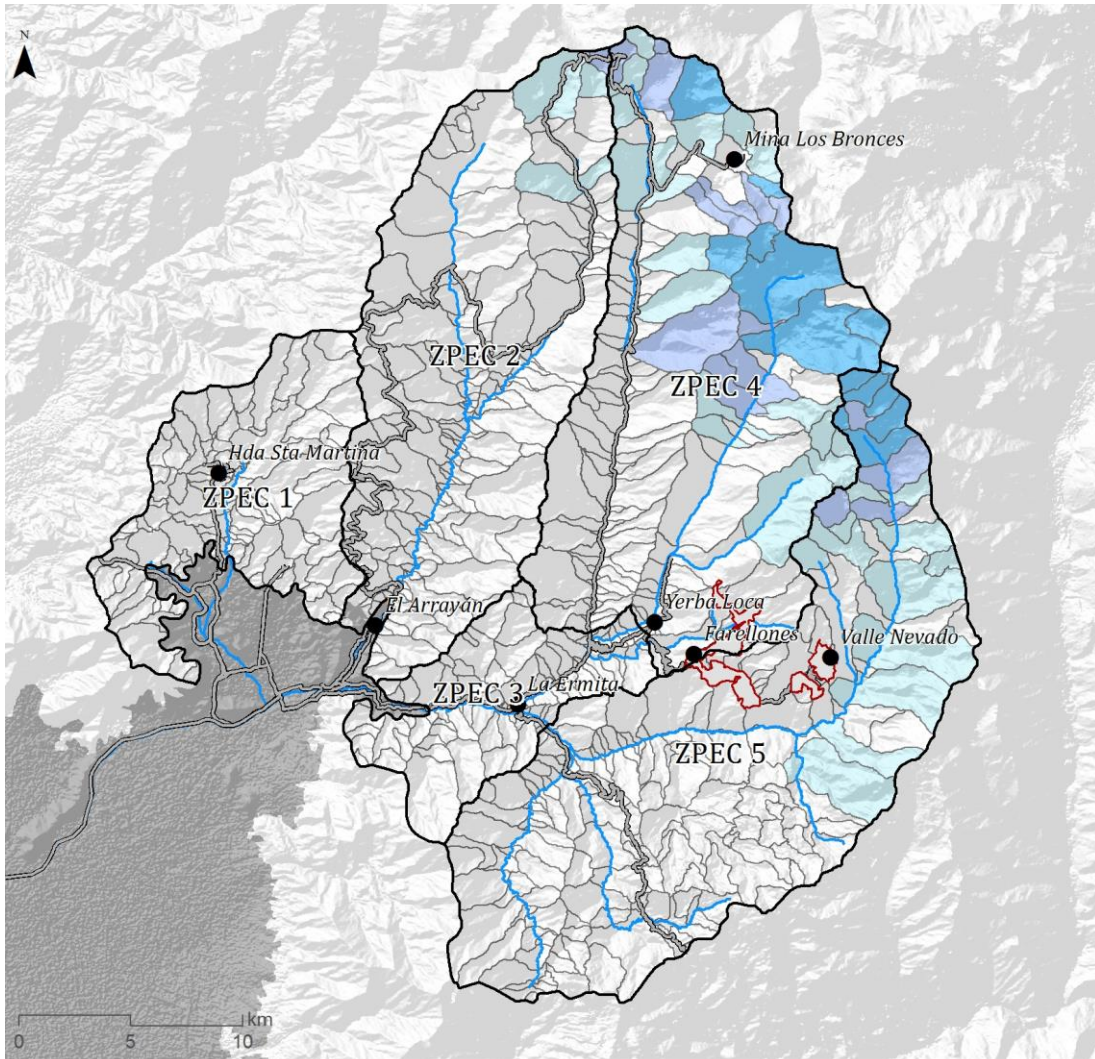 N
Mina Los Bronces
ZPEC 2
ZPEC 4
Hda Sta Martina
ZPEC 1
El Arrayán
Yerba Loca
Farellones
Valle Nevado
ZPEC 3
La Ermita
ZPEC 5
km
0 5 10